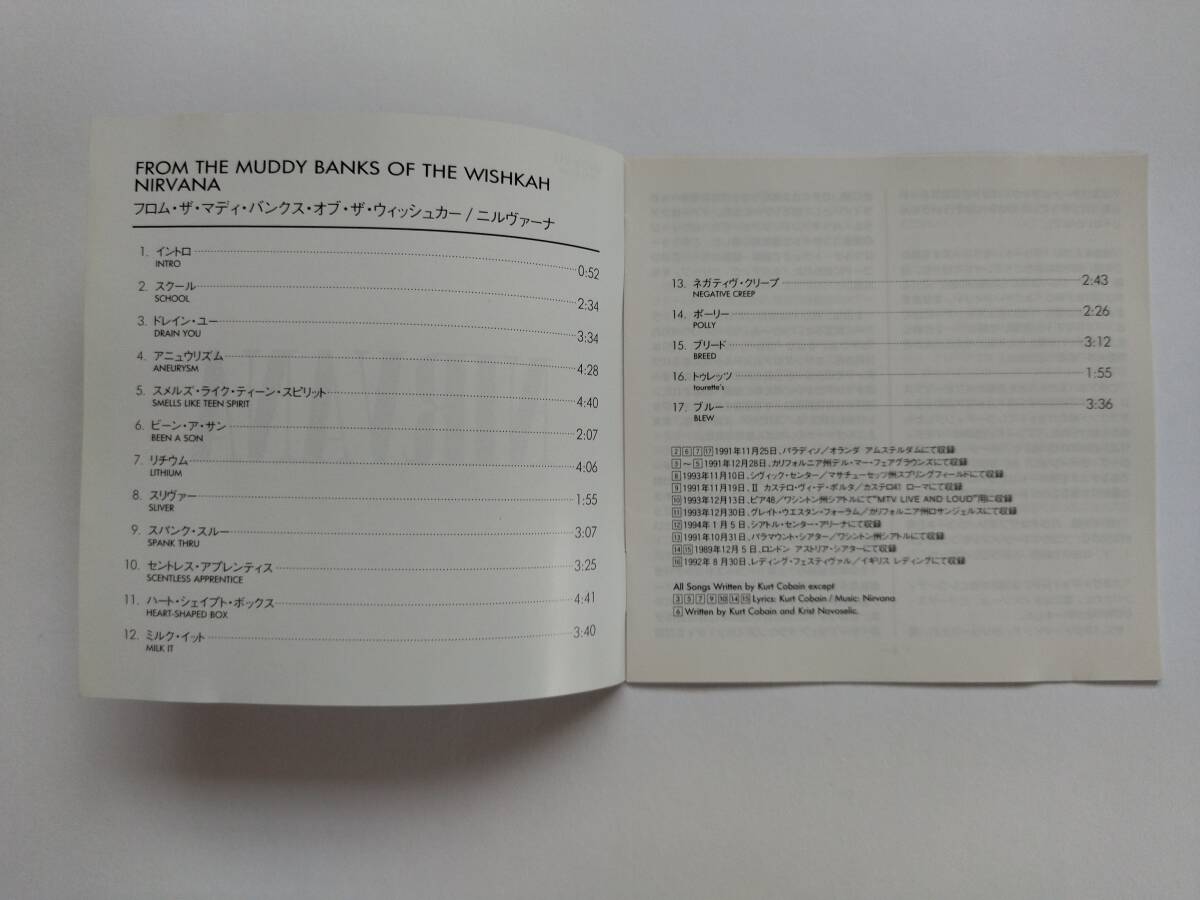 FROM THE MUDDY BANKS OF THE WISHKAH
NIRVANA
フロム・ザ・マディ・バンクス・オブ・ザ・ウィッシュカー / ニルヴァーナ
1. イントロ 0:52
INTRO
2. スクール 2:34
SCHOOL
3. ドレイン・ユー 3:34
DRAIN YOU
4. アニュウリズム 4:28
ANEURYSM
5. スメルズ・ライク・ティーン・スピリット 4:40
SMELLS LIKE TEEN SPIRIT
6. ビーン・ア・サン 2:07
BEEN A SON
7. リチウム 4:06
LITHIUM
8. スリヴァー 1:55
SLIVER
9. スパンク・スルー 3:07
SPANK THRU
10. セントレス・アプレンティス 3:25
SCENTLESS APPRENTICE
11. ハート・シェイプト・ボックス 4:41
HEART-SHAPED BOX
12. ミルク・イット 3:40
MILK IT
13. ネガティヴ・クリープ 2:43
NEGATIVE CREEP
14. ポーリー 2:26
POLLY
15. ブリード 3:12
BREED
16. トゥレッツ 1:55
tourette's
17. ブルー 3:36
BLEW
2 6 7 17 1991年11月25日、パラディソ／オランダ アムステルダムにて収録
3 〜 5 1991年12月28日、カリフォルニア州デル・マー・フェアグラウンズにて収録
8 1993年11月10日、シヴィック・センター／マサチューセッツ州スプリングフィールドにて収録
9 1991年11月19日、II カステロ・ヴィ・デ・ポルタ／カステロ41 ローマにて収録
10 1993年12月13日、ピア48／ワシントン州シアトルにて"MTV LIVE AND LOUD"用に収録
11 1993年12月30日、グレイト・ウエスタン・フォーラム／カリフォルニア州ロサンジェルスにて収録
12 1994年1月5日、シアトル・センター・アリーナにて収録
13 1991年10月31日、パラマウント・シアター／ワシントン州シアトルにて収録
14 15 1989年12月5日、ロンドン アストリア・シアターにて収録
16 1992年8月30日、レディング・フェスティヴァル／イギリス レディングにて収録
All Songs Written by Kurt Cobain except
3 5 7 9 10 14 15 Lyrics: Kurt Cobain / Music: Nirvana
6 Written by Kurt Cobain and Krist Novoselic.